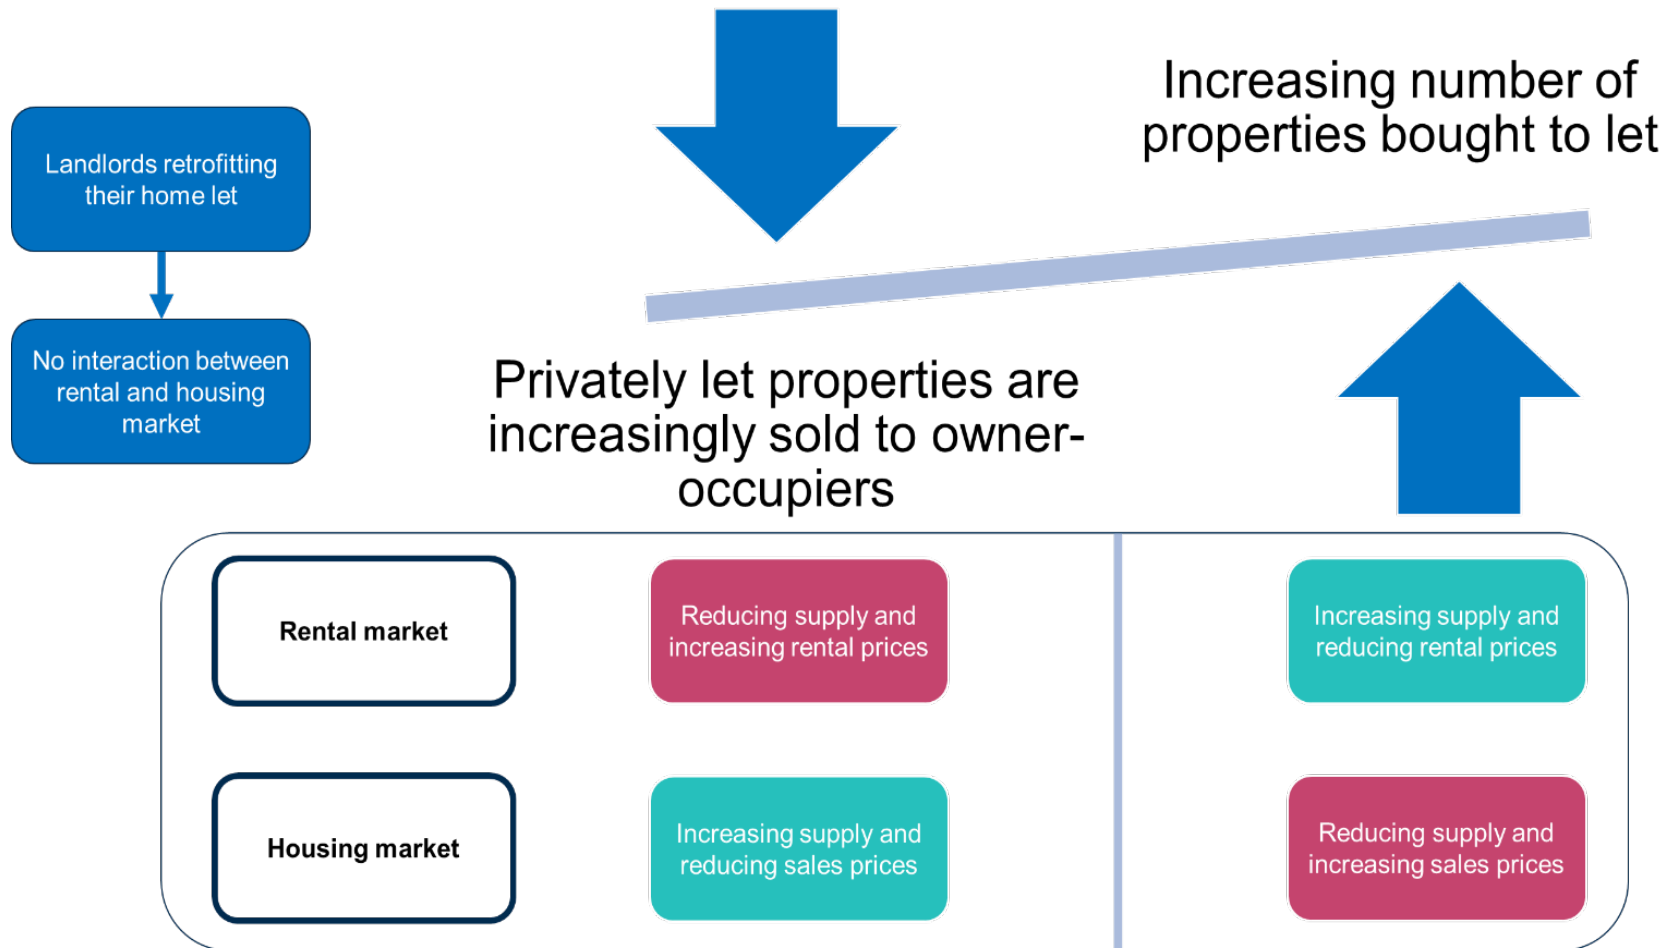 Increasing number of
properties bought to let
Landlords retrofitting
their home let
No interaction between
rental and housing
market
Privately let properties are
increasingly sold to owner-
occupiers
Rental market
Reducing supply and
increasing rental prices
Increasing supply and
reducing rental prices
Housing market
Increasing supply and
reducing sales prices
Reducing supply and
increasing sales prices